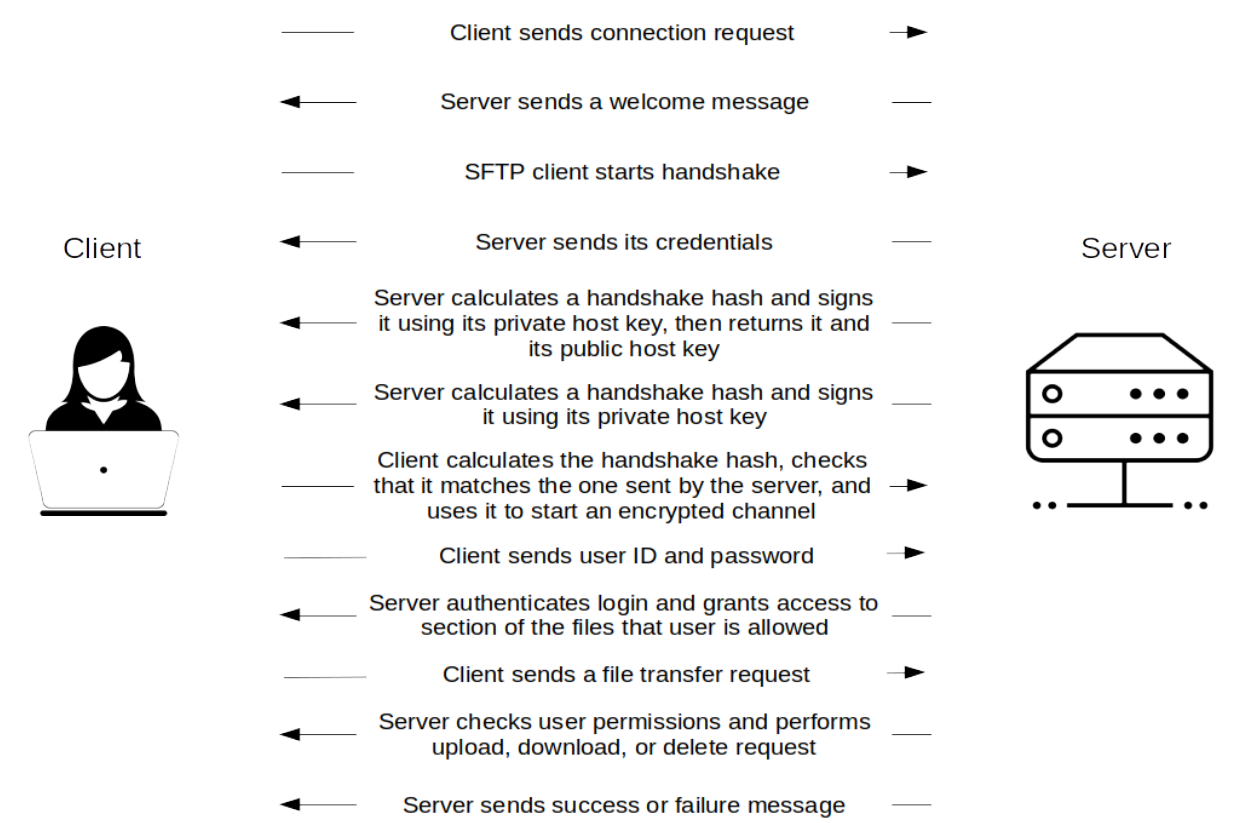 Client sends connection request
Server sends a welcome message
SFTP client starts handshake
Server sends its credentials
Client
Server
Server calculates a handshake hash and signs
it using its private host key, then returns it and
its public host key
Server calculates a handshake hash and signs
it using its private host key
Client calculates the handshake hash, checks
that it matches the one sent by the server, and
uses it to start an encrypted channel
Client sends user ID and password
Server authenticates login and grants access to
section of the files that user is allowed
Client sends a file transfer request
Server checks user permissions and performs
upload, download, or delete request
Server sends success or failure message